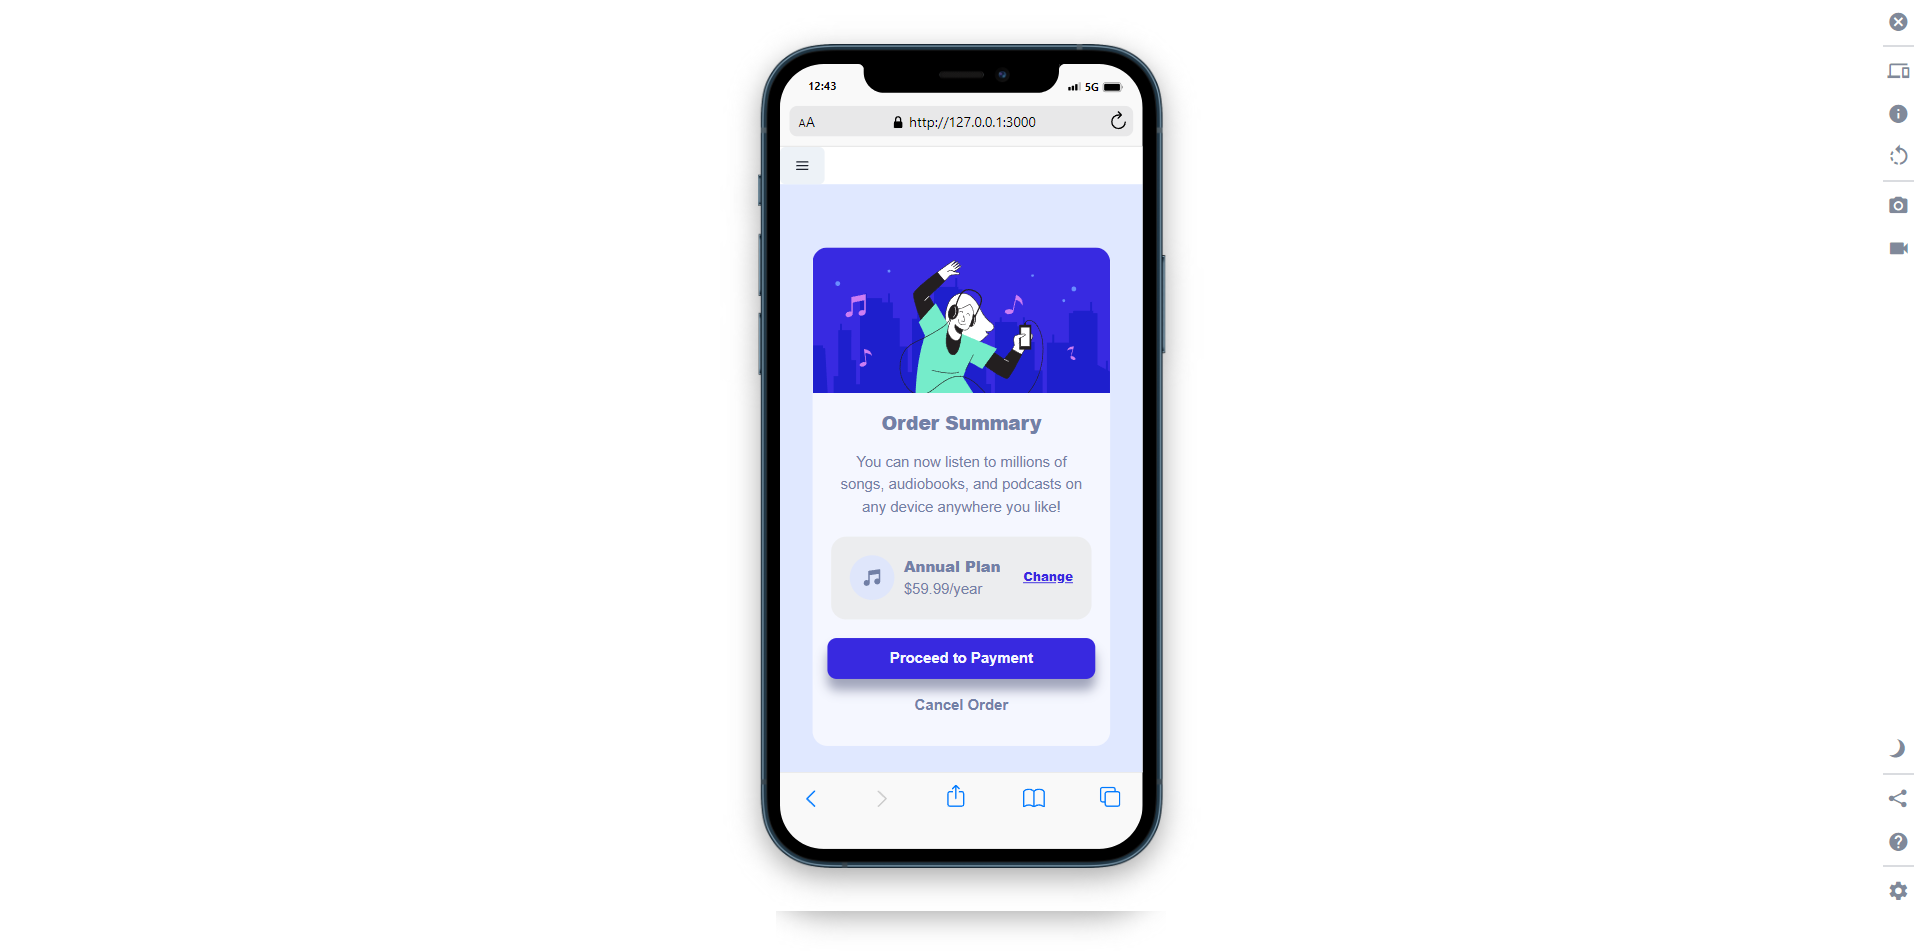 12:43
5G
AA
http://127.0.0.1:3000
Order Summary
You can now listen to millions of
songs, audiobooks, and podcasts on
any device anywhere you like!
Annual Plan
$59.99/year
Change
Proceed to Payment
Cancel Order